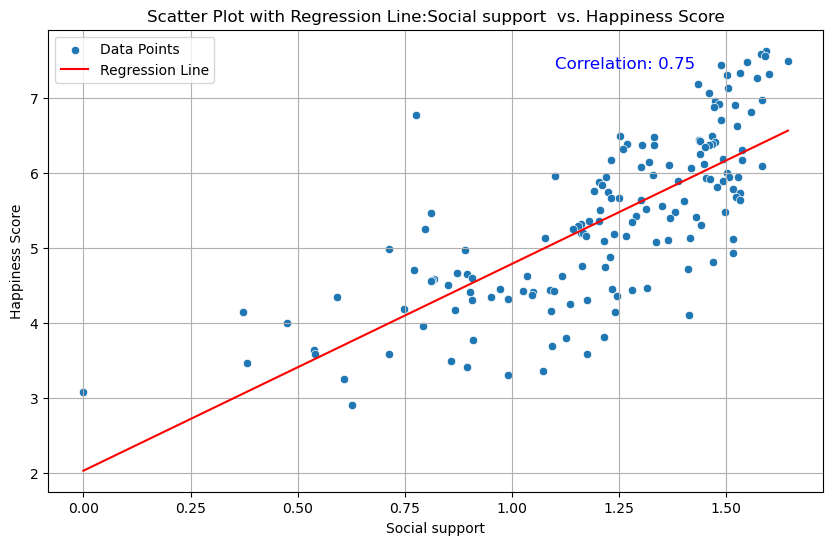 Scatter Plot with Regression Line:Social support  vs. Happiness Score
Data Points
Regression Line
Correlation: 0.75
Happiness Score
7
6
5
4
3
2
0.00 0.25 0.50 0.75 1.00 1.25 1.50
Social support